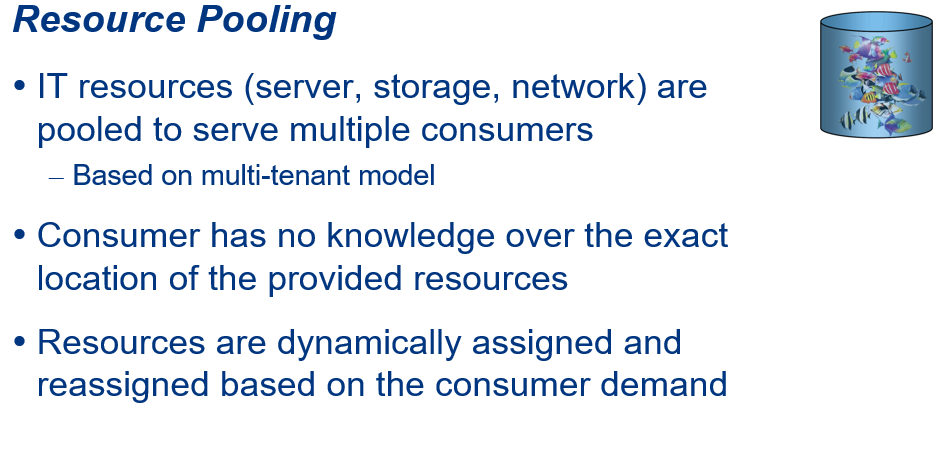 Resource Pooling
• IT resources (server, storage, network) are
pooled to serve multiple consumers
– Based on multi-tenant model
• Consumer has no knowledge over the exact
location of the provided resources
• Resources are dynamically assigned and
reassigned based on the consumer demand